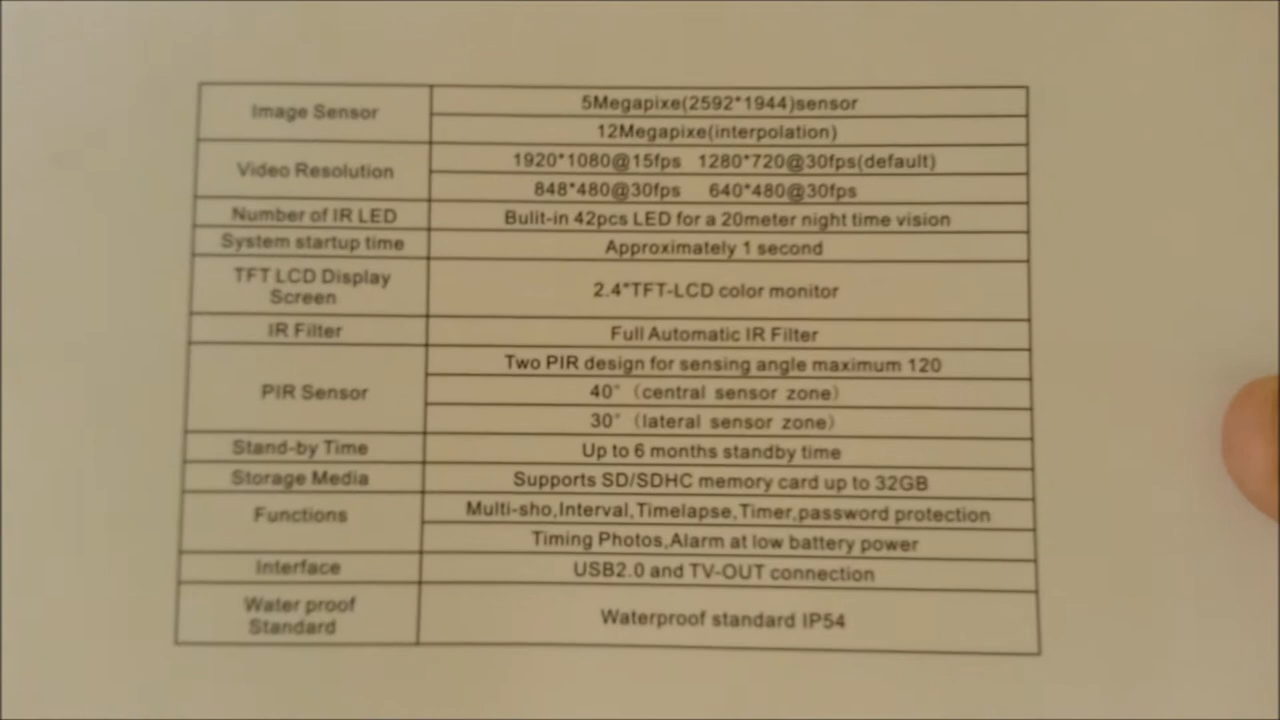 Image Sensor
5Megapixe(2592*1944)sensor
12Megapixe(interpolation)
Video Resolution
1920*1080@15fps 1280*720@30fps(default)
848*480@30fps 640*480@30fps
Number of IR LED
Bulit-in 42pcs LED for a 20meter night time vision
System startup time
Approximately 1 second
TFT LCD Display
Screen
2.4"TFT-LCD color monitor
IR Filter
Full Automatic IR Filter
PIR Sensor
Two PIR design for sensing angle maximum 120
40° (central sensor zone)
30° (lateral sensor zone)
Stand-by Time
Up to 6 months standby time
Storage Media
Supports SD/SDHC memory card up to 32GB
Functions
Multi-sho,Interval,Timelapse,Timer,password protection
Timing Photos,Alarm at low battery power
Interface
USB2.0 and TV-OUT connection
Water proof
Standard
Waterproof standard IP54